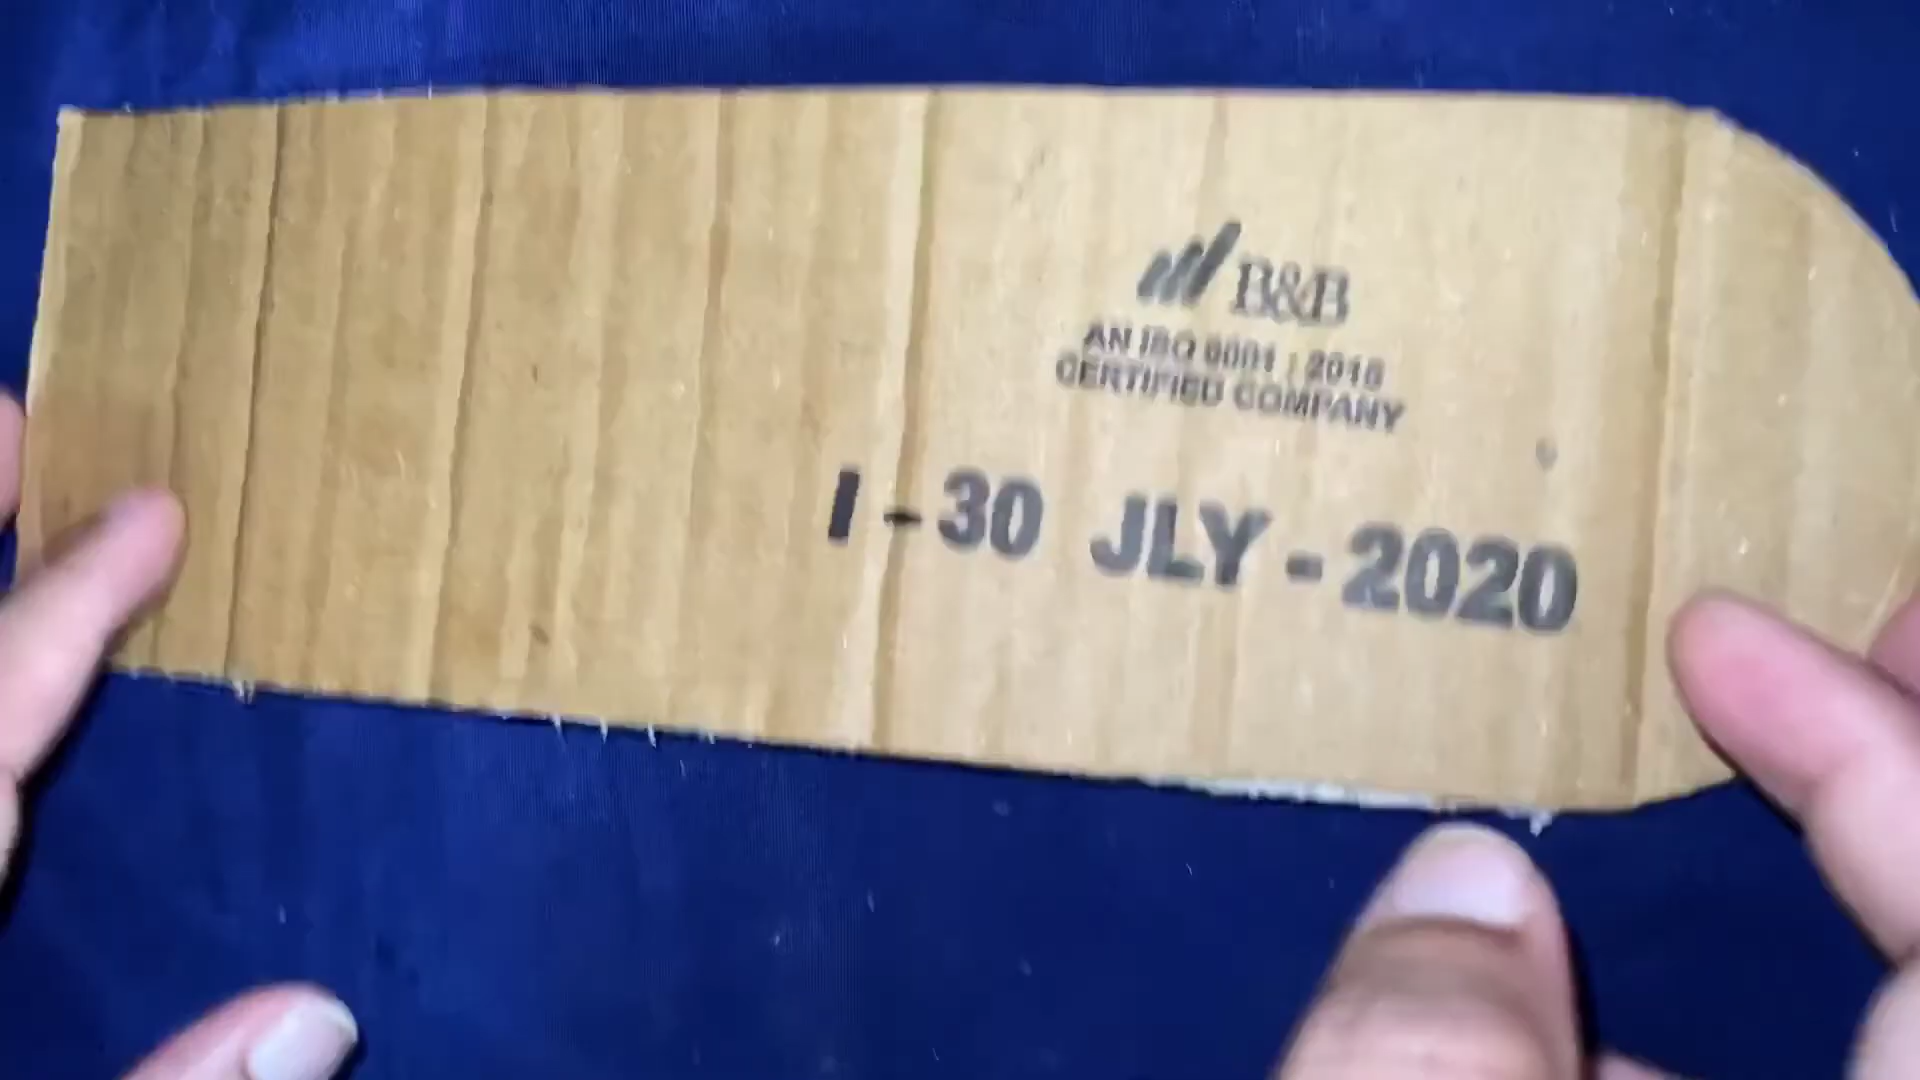 B&B
AN ISO 9001 : 2015
CERTIFIED COMPANY
I - 30 JLY - 2020